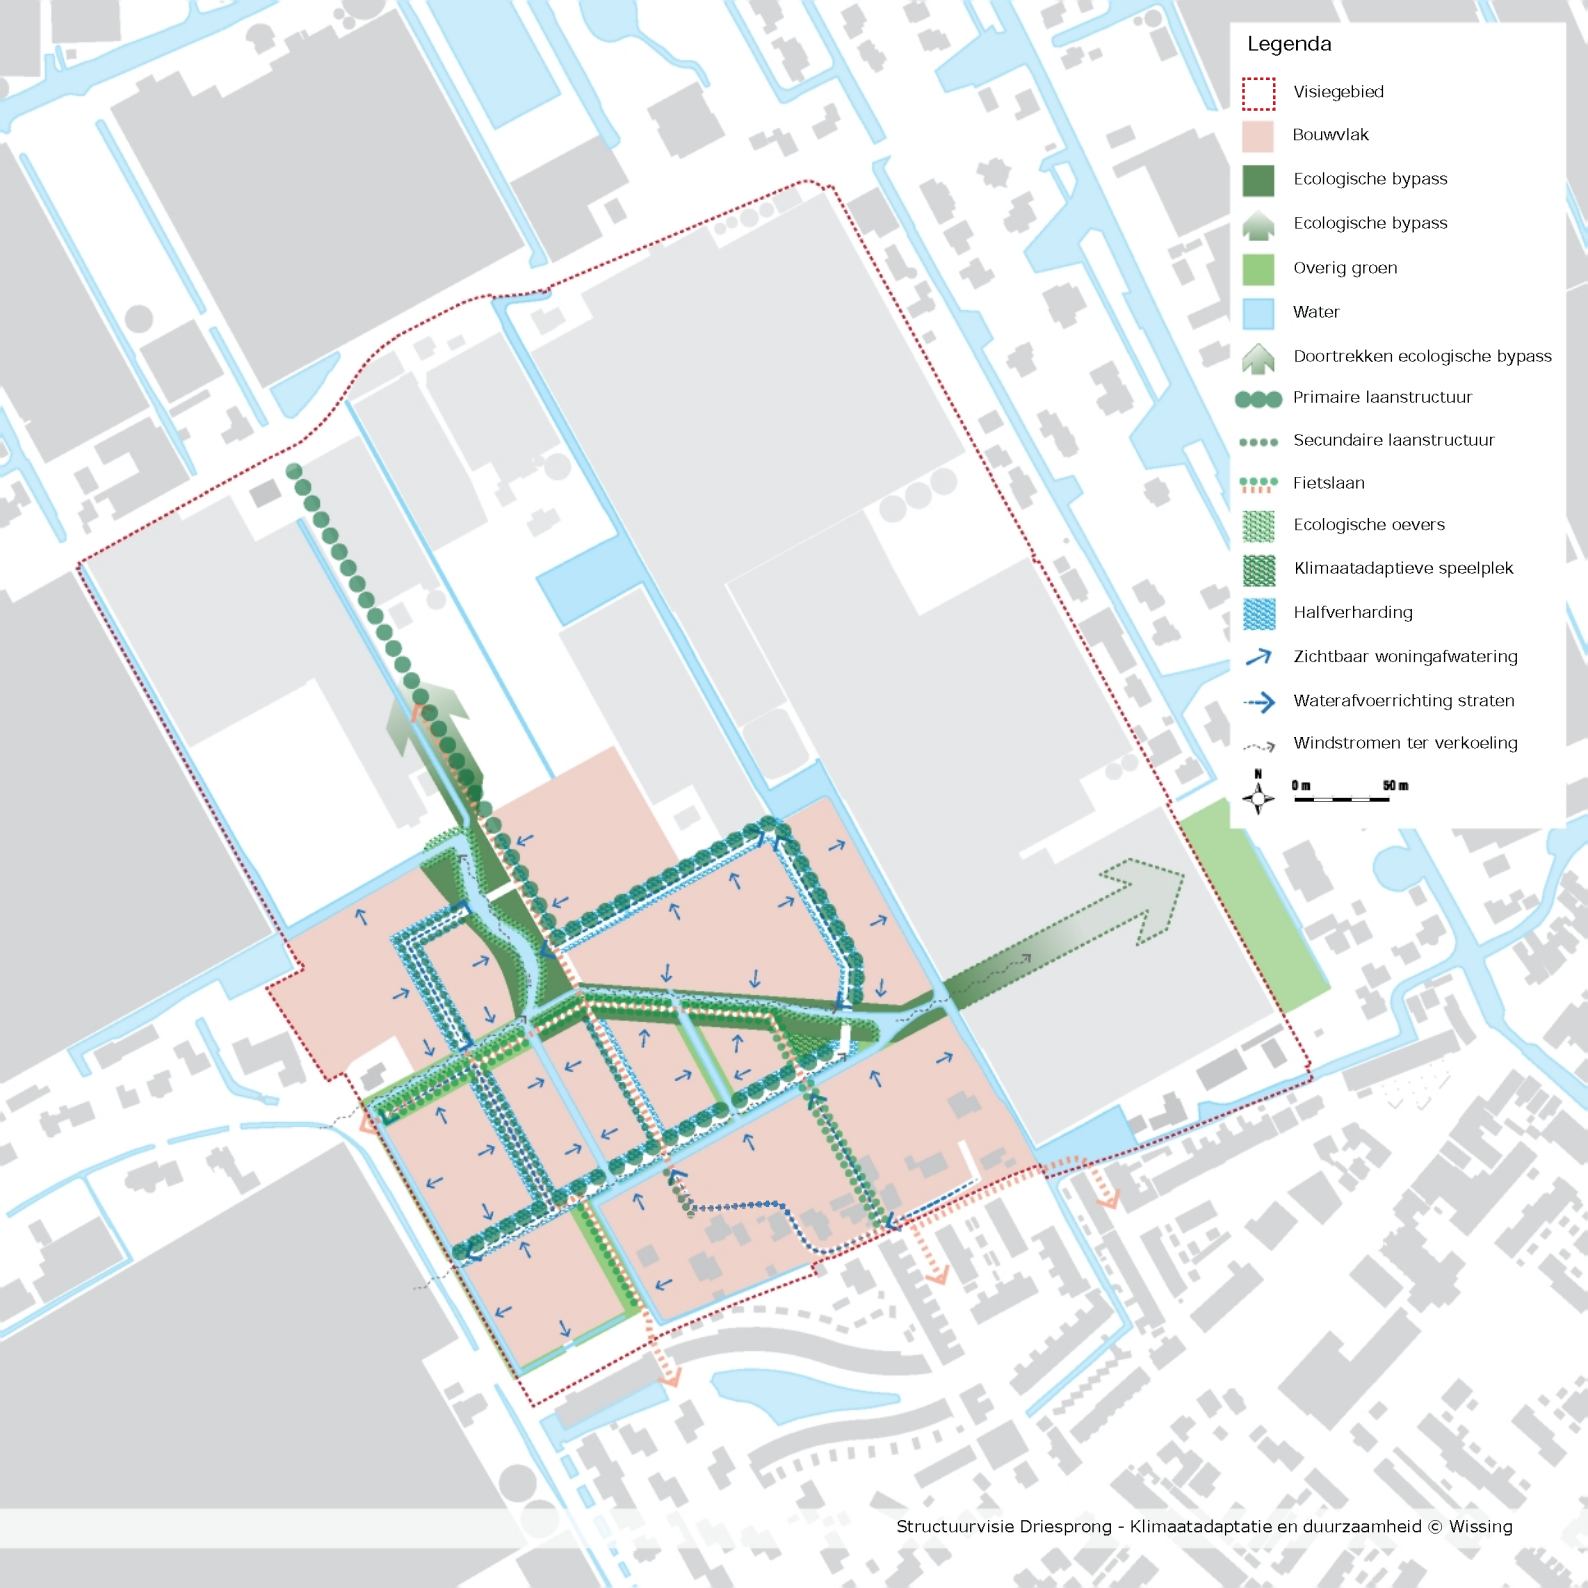 Legenda
Visiegebied
Bouwvlak
Ecologische bypass
Ecologische bypass
Overig groen
Water
Doortrekken ecologische bypass
Primaire laanstructuur
Secundaire laanstructuur
Fietslaan
Ecologische oevers
Klimaatadaptieve speelplek
Halfverharding
Zichtbaar woningafwatering
Waterafvoerrichting straten
Windstromen ter verkoeling
N
0 m 50 m
Structuurvisie Driesprong - Klimaatadaptatie en duurzaamheid © Wissing